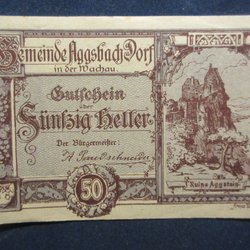 Gemeinde Aggsbach Dorf
in der Wachau.
Gutschein
über
Fünfzig Heller.
Der Bürgermeister:
50
Ruine Aggstein